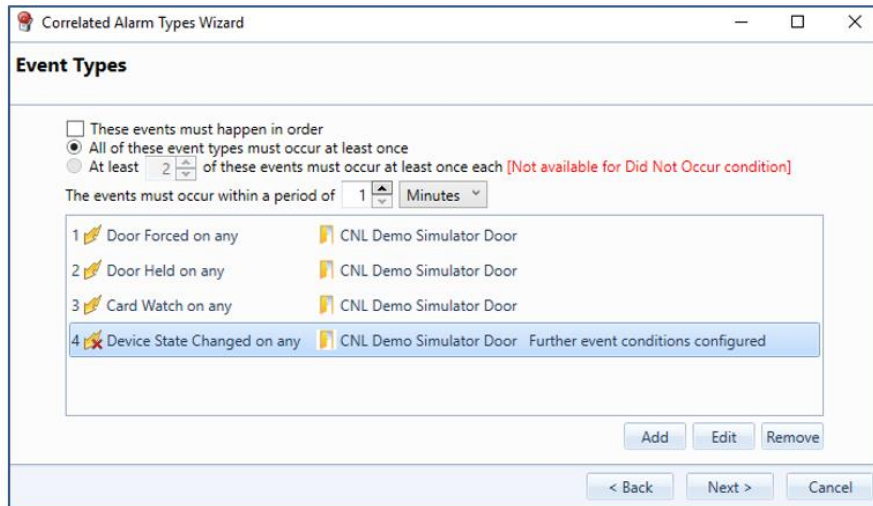 Correlated Alarm Types Wizard
Event Types
These events must happen in order
All of these event types must occur at least once
At least 2 of these events must occur at least once each [Not available for Did Not Occur condition]
The events must occur within a period of 1 Minutes
1 Door Forced on any CNL Demo Simulator Door
2 Door Held on any CNL Demo Simulator Door
3 Card Watch on any CNL Demo Simulator Door
4 Device State Changed on any CNL Demo Simulator Door Further event conditions configured
Add Edit Remove
< Back Next > Cancel